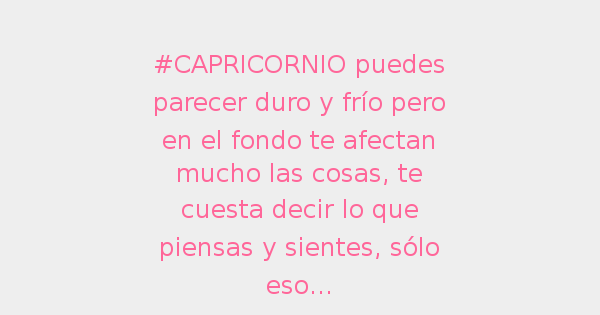 #CAPRICORNIO puedes
parecer duro y frío pero
en el fondo te afectan
mucho las cosas, te
cuesta decir lo que
piensas y sientes, sólo
eso...